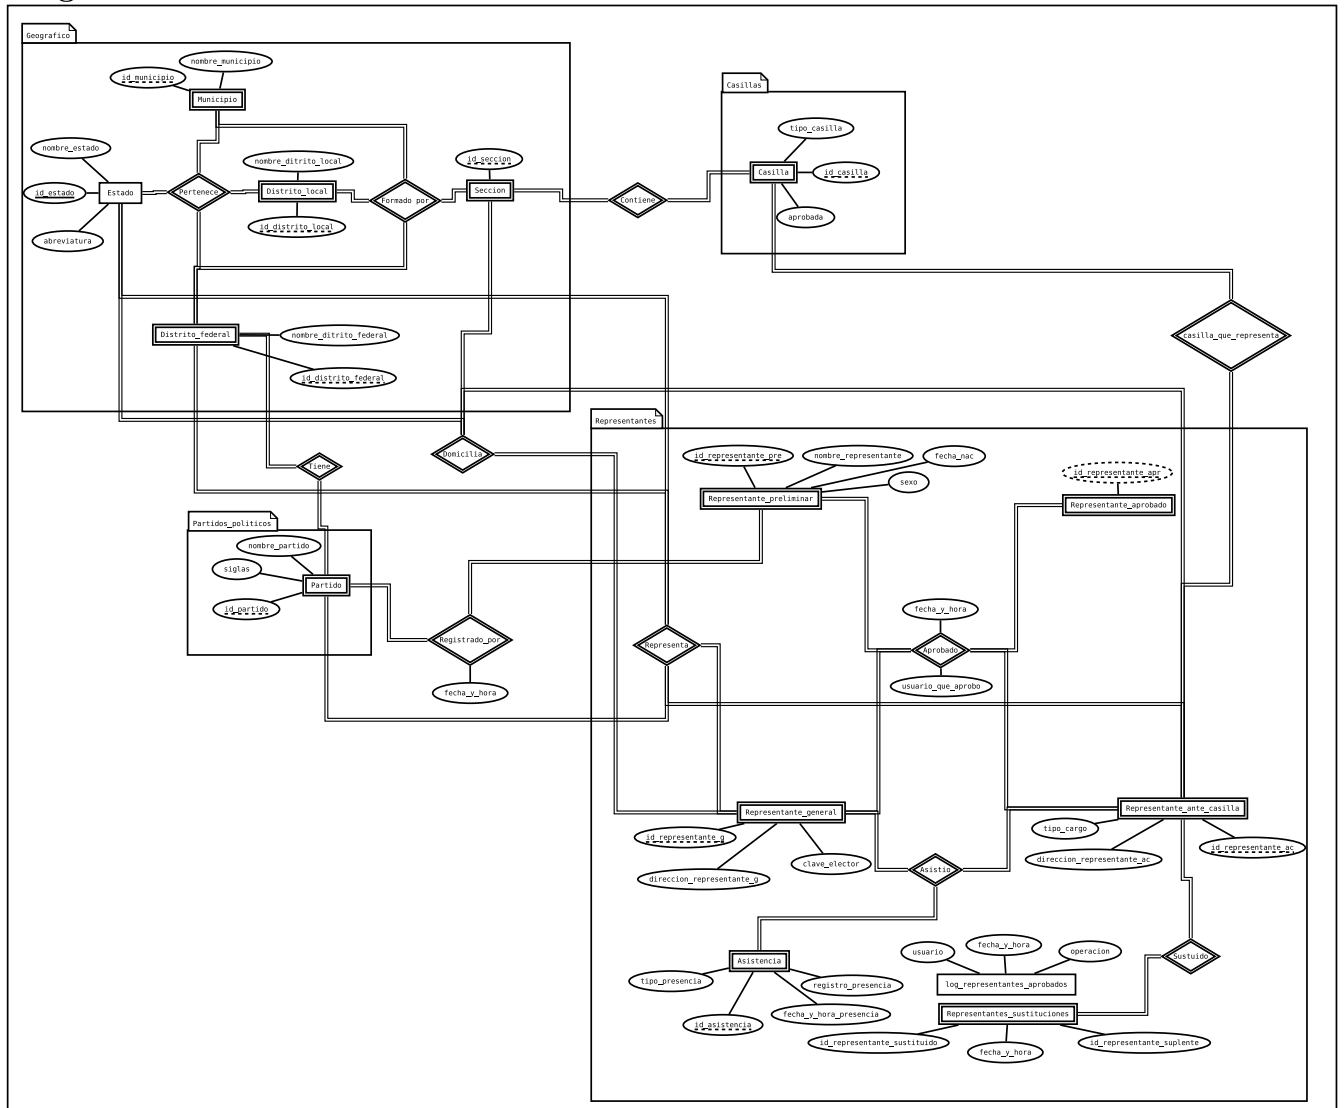 Geografico
nombre_municipio
id_municipio
Municipio
nombre_estado
id_estado
Estado
abreviatura
Pertenece
nombre_ditrito_local
Distrito_local
id_distrito_local
Formado por
id_seccion
Seccion
Contiene
Casillas
tipo_casilla
Casilla
id_casilla
aprobada
casilla_que_representa
Distrito_federal
nombre_ditrito_federal
id_distrito_federal
Tiene
Domicilia
Partidos_politicos
nombre_partido
siglas
Partido
id_partido
Registrado_por
fecha_y_hora
Representa
Representantes
id_representante_pre
nombre_representante
fecha_nac
sexo
Representante_preliminar
id_representante_apr
Representante_aprobado
fecha_y_hora
Aprobado
usuario_que_aprobo
Representante_general
id_representante_g
direccion_representante_g
clave_elector
Representante_ante_casilla
tipo_cargo
direccion_representante_ac
id_representante_ac
Asistio
Asistencia
tipo_presencia
registro_presencia
fecha_y_hora_presencia
id_asistencia
usuario
fecha_y_hora
operacion
log_representantes_aprobados
Sustuido
Representantes_sustituciones
id_representante_sustituido
fecha_y_hora
id_representante_suplente